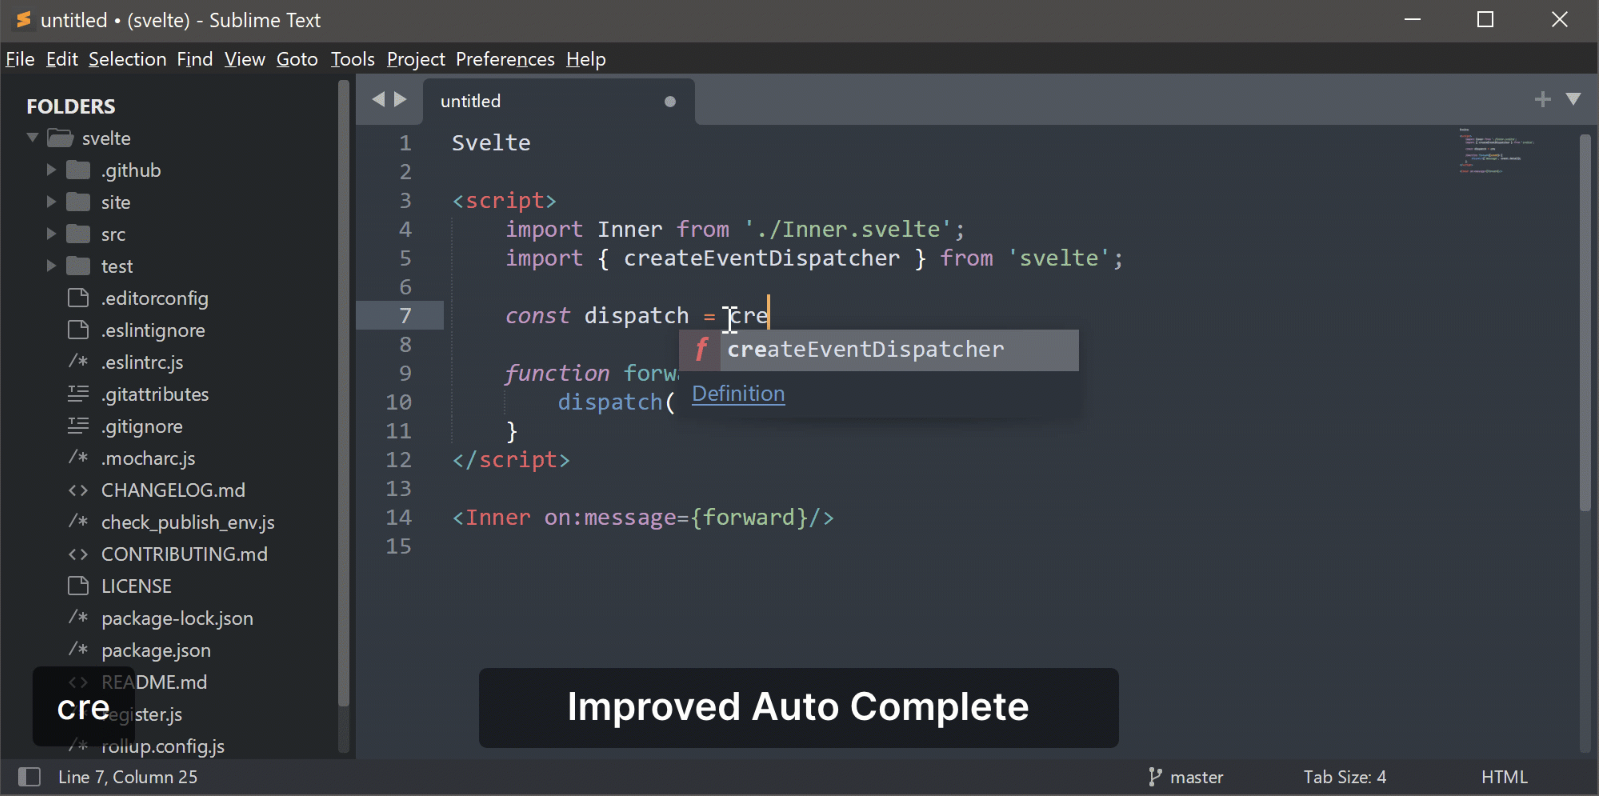 untitled • (svelte) - Sublime Text
File Edit Selection Find View Goto Tools Project Preferences Help
FOLDERS
svelte
.github
site
src
test
.editorconfig
.eslintignore
.eslintrc.js
.gitattributes
.gitignore
.mocharc.js
CHANGELOG.md
check_publish_env.js
CONTRIBUTING.md
LICENSE
package-lock.json
package.json
README.md
register.js
rollup.config.js
cre
untitled
1 Svelte
2
3 <script>
4 import Inner from './Inner.svelte';
5 import { createEventDispatcher } from 'svelte';
6
7 const dispatch = cre
f createEventDispatcher
Definition
8
9 function forwa
10 dispatch(
11 }
12 </script>
13
14 <Inner on:message={forward}/>
15
Improved Auto Complete
Line 7, Column 25
master
Tab Size: 4
HTML